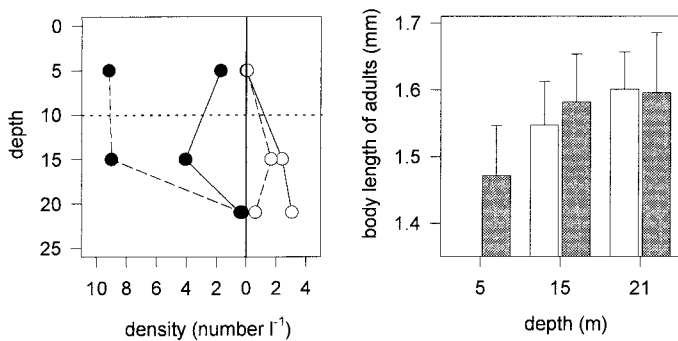 0
5
10
15
20
25
depth
10 8 6 4 2 0 2 4
density (number l⁻¹)
1.7
1.6
1.5
1.4
body length of adults (mm)
5 15 21
depth (m)